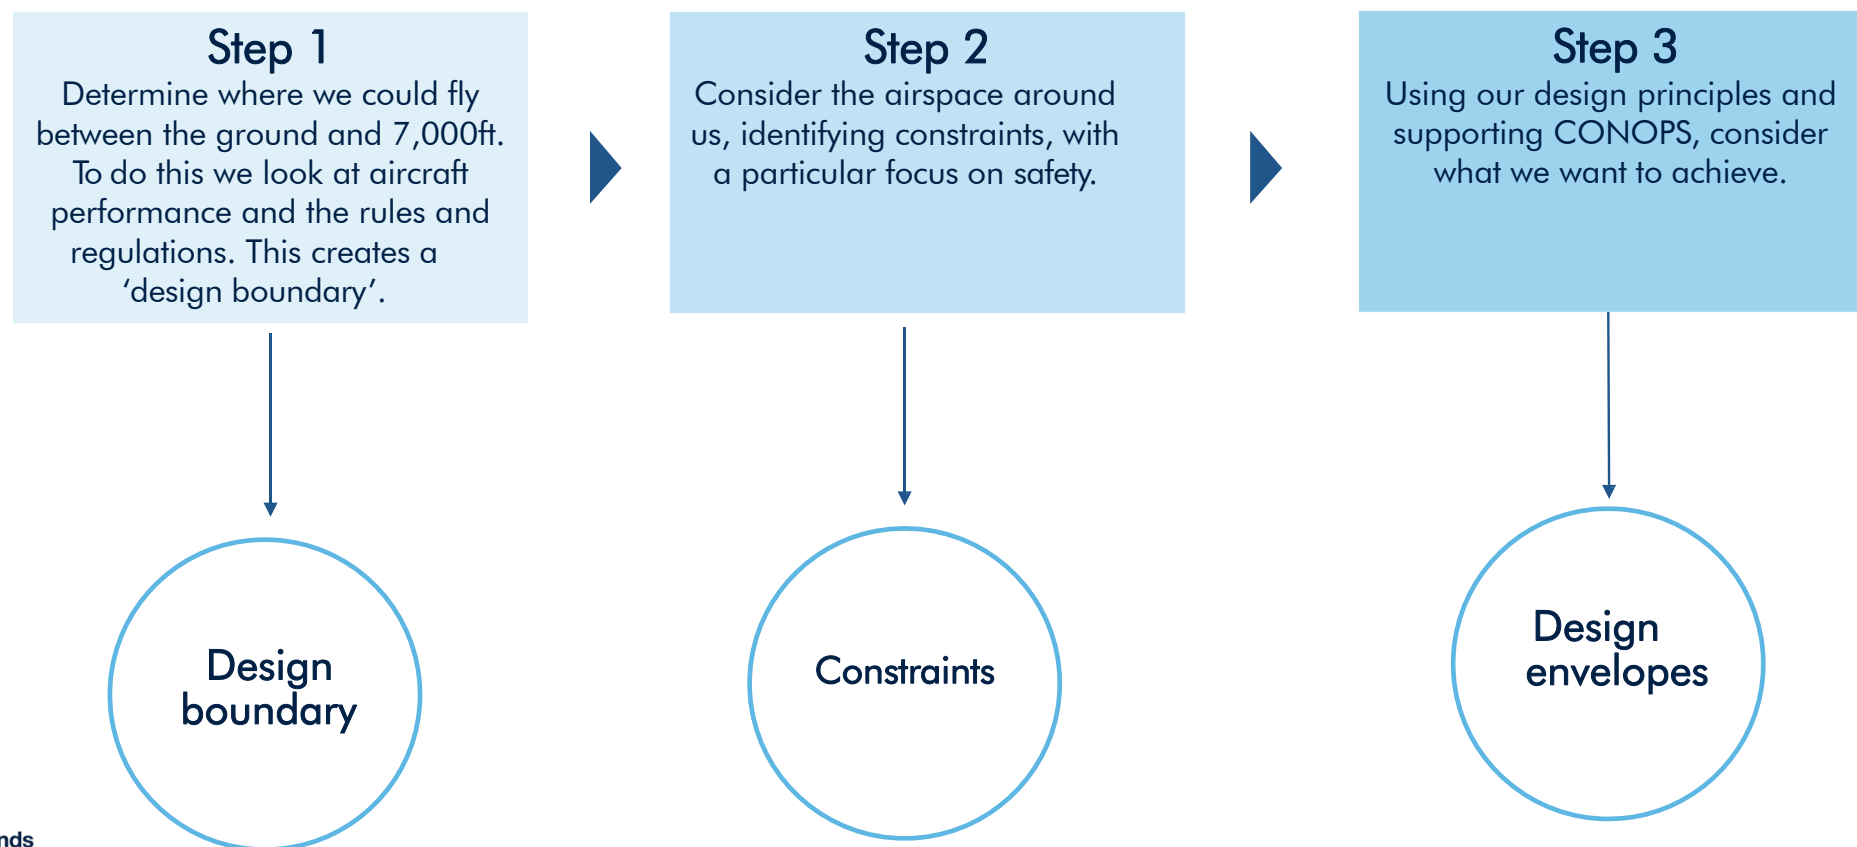 Step 1
Determine where we could fly
between the ground and 7,000ft.
To do this we look at aircraft
performance and the rules and
regulations. This creates a
‘design boundary’.
Step 2
Consider the airspace around
us, identifying constraints, with
a particular focus on safety.
Step 3
Using our design principles and
supporting CONOPS, consider
what we want to achieve.
Design
boundary
Constraints
Design
envelopes